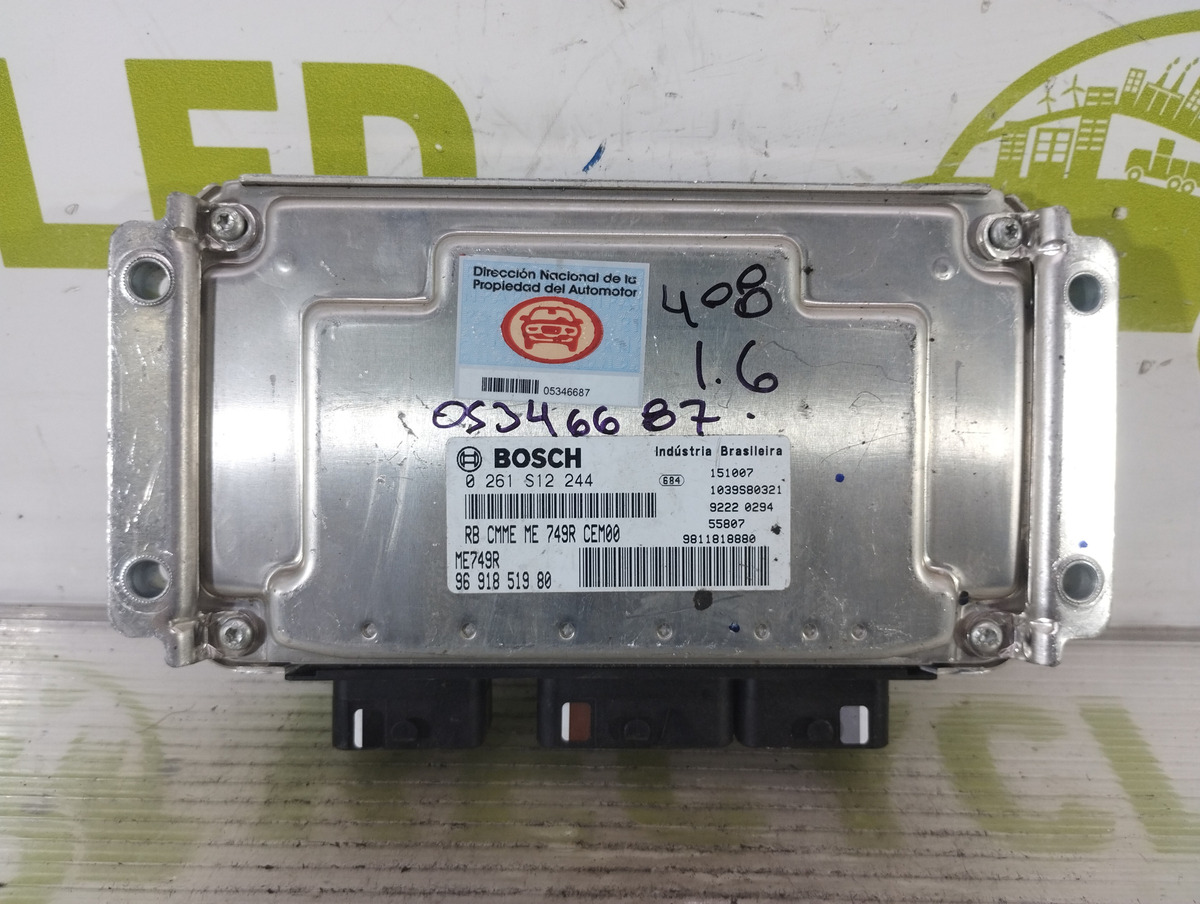 LED
Dirección Nacional de la
Propiedad del Automotor
05346687
408
1.6
05346687.
BOSCH
Indústria Brasileira
0 261 S12 244
684
151007
1039S80321
9222 0294
55807
9811818880
RB CMME ME 749R CEM00
ME749R
96 918 519 80